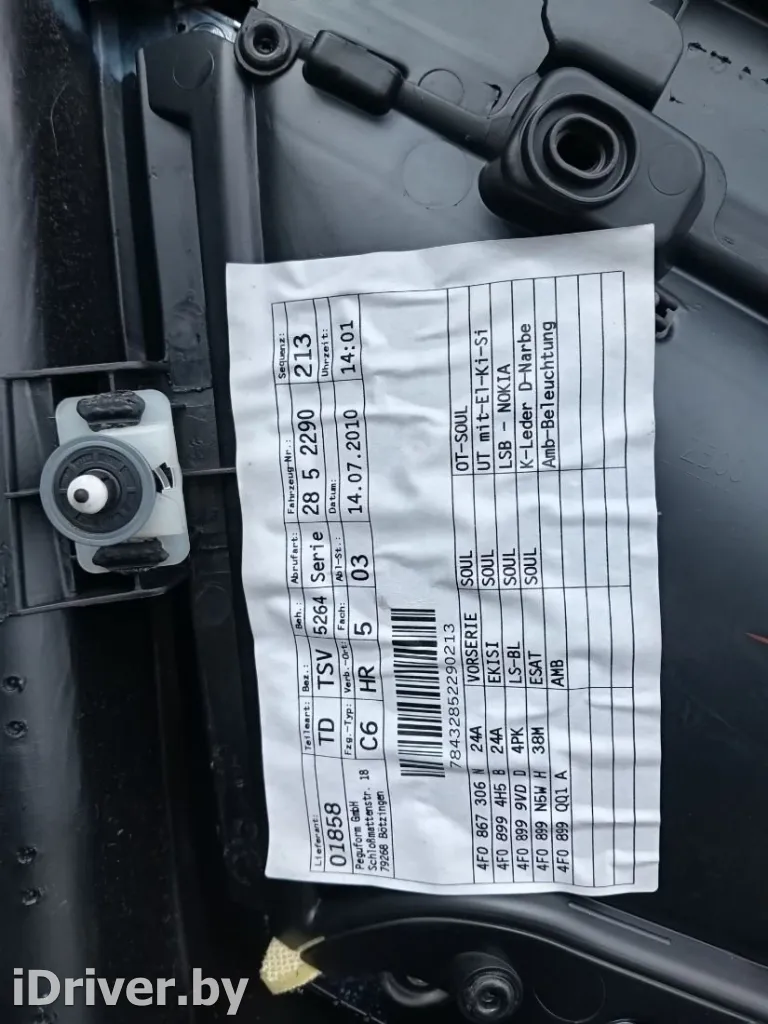 Lieferant: Teileart: Bez.: Beh.: Abrufart: Fahrzeug-Nr.: Sequenz:
01858 TD TSV 5264 Serie 28 5 2290 213
Peguform GmbH
Schloßmattenstr. 18
79268 Bötzingen
Fzg.-Typ: Verb.-Ort: Fach: Abl-St.: Datum: Uhrzeit:
C6 HR 5 03 14.07.2010 14:01
78432852290213
4F0 867 306 N 24A VORSERIE SOUL OT-SOUL
4F0 899 4H5 B 24A EKISI SOUL UT mit-El-Ki-Si
4F0 899 9VD D 4PK LS-BL SOUL LSB - NOKIA
4F0 899 N5W H 38M ESAT SOUL K-Leder D-Narbe
4F0 899 QQ1 A AMB Amb-Beleuchtung
iDriver.by